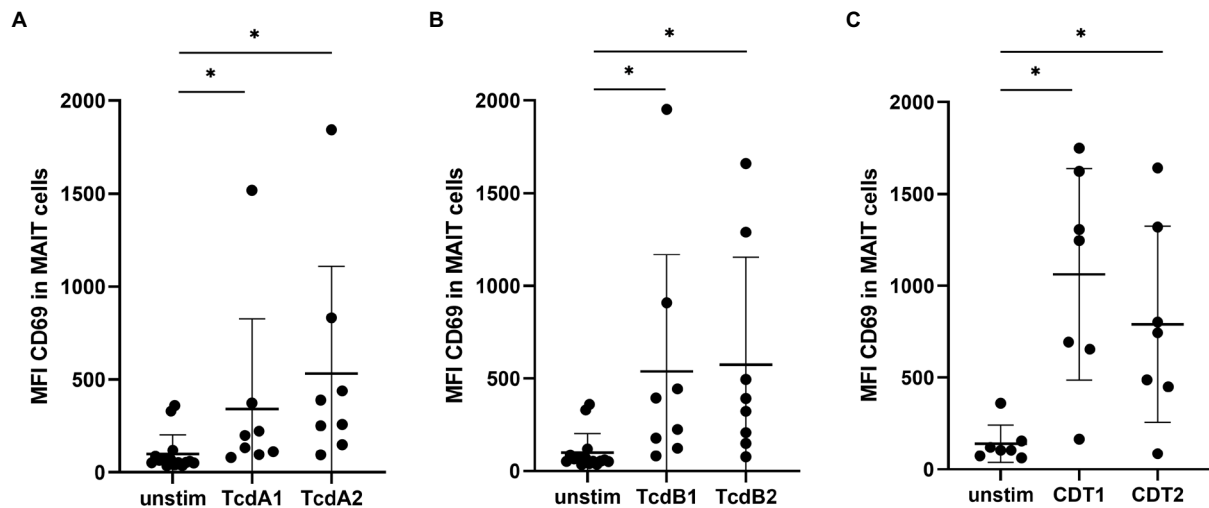 A
*
*
MFI CD69 in MAIT cells
2000
1500
1000
500
0
unstim TcdA1 TcdA2
B
*
*
MFI CD69 in MAIT cells
2000
1500
1000
500
0
unstim TcdB1 TcdB2
C
*
*
MFI CD69 in MAIT cells
2000
1500
1000
500
0
unstim CDT1 CDT2